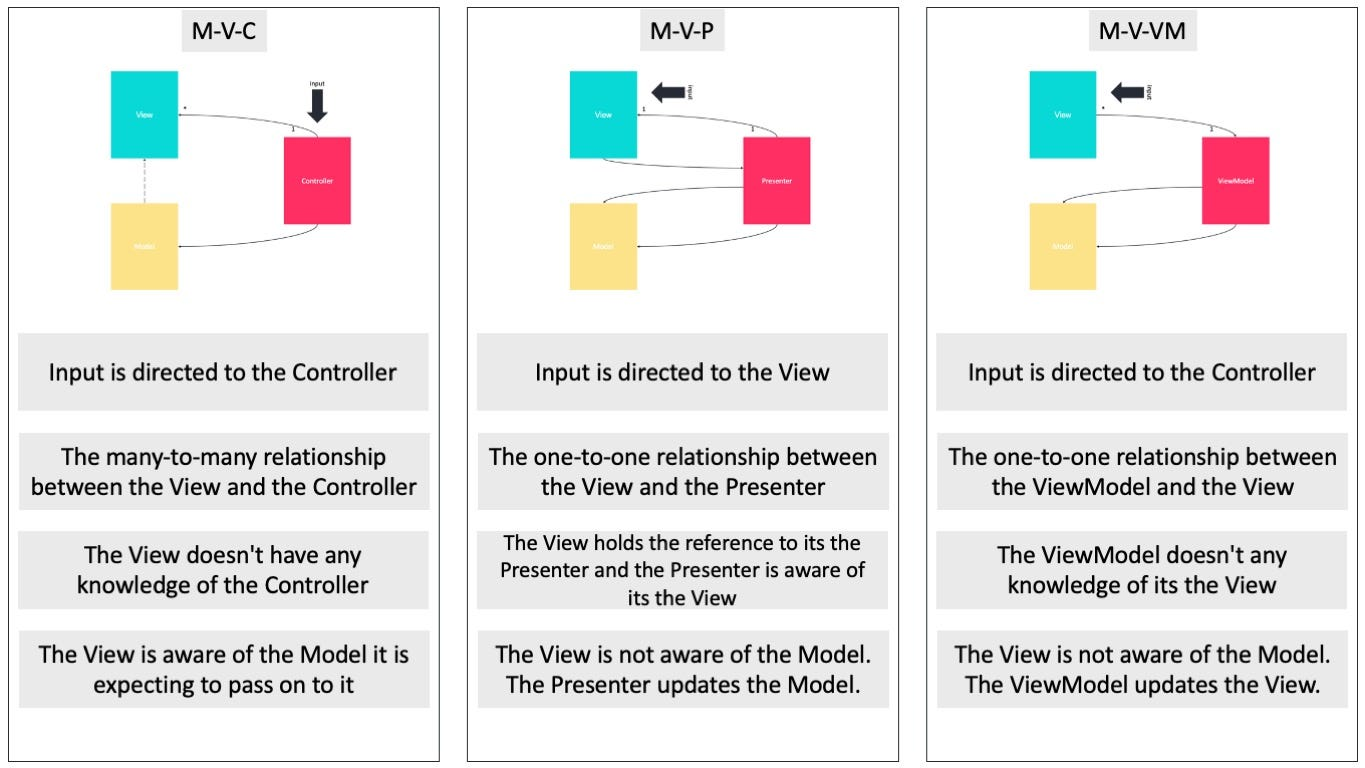 M-V-C
input
View
*
1
Controller
Model
Input is directed to the Controller
The many-to-many relationship
between the View and the Controller
The View doesn't have any
knowledge of the Controller
The View is aware of the Model it is
expecting to pass on to it
M-V-P
input
View
1
1
Presenter
Model
Input is directed to the View
The one-to-one relationship between
the View and the Presenter
The View holds the reference to its the
Presenter and the Presenter is aware of
its the View
The View is not aware of the Model.
The Presenter updates the Model.
M-V-VM
input
View
*
1
ViewModel
Model
Input is directed to the Controller
The one-to-one relationship between
the ViewModel and the View
The ViewModel doesn't any
knowledge of its the View
The View is not aware of the Model.
The ViewModel updates the View.